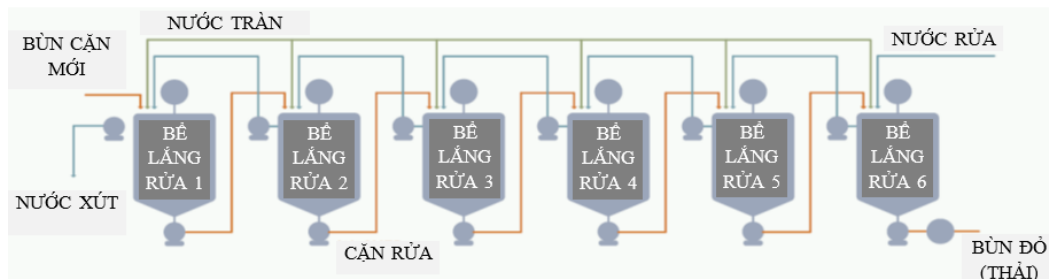 NƯỚC TRÀN
BÙN CẶN
MỚI
NƯỚC RỬA
BỂ
LẮNG
RỬA 1
BỂ
LẮNG
RỬA 2
BỂ
LẮNG
RỬA 3
BỂ
LẮNG
RỬA 4
BỂ
LẮNG
RỬA 5
BỂ
LẮNG
RỬA 6
NƯỚC XÚT
CẶN RỬA
BÙN ĐỎ
(THẢI)